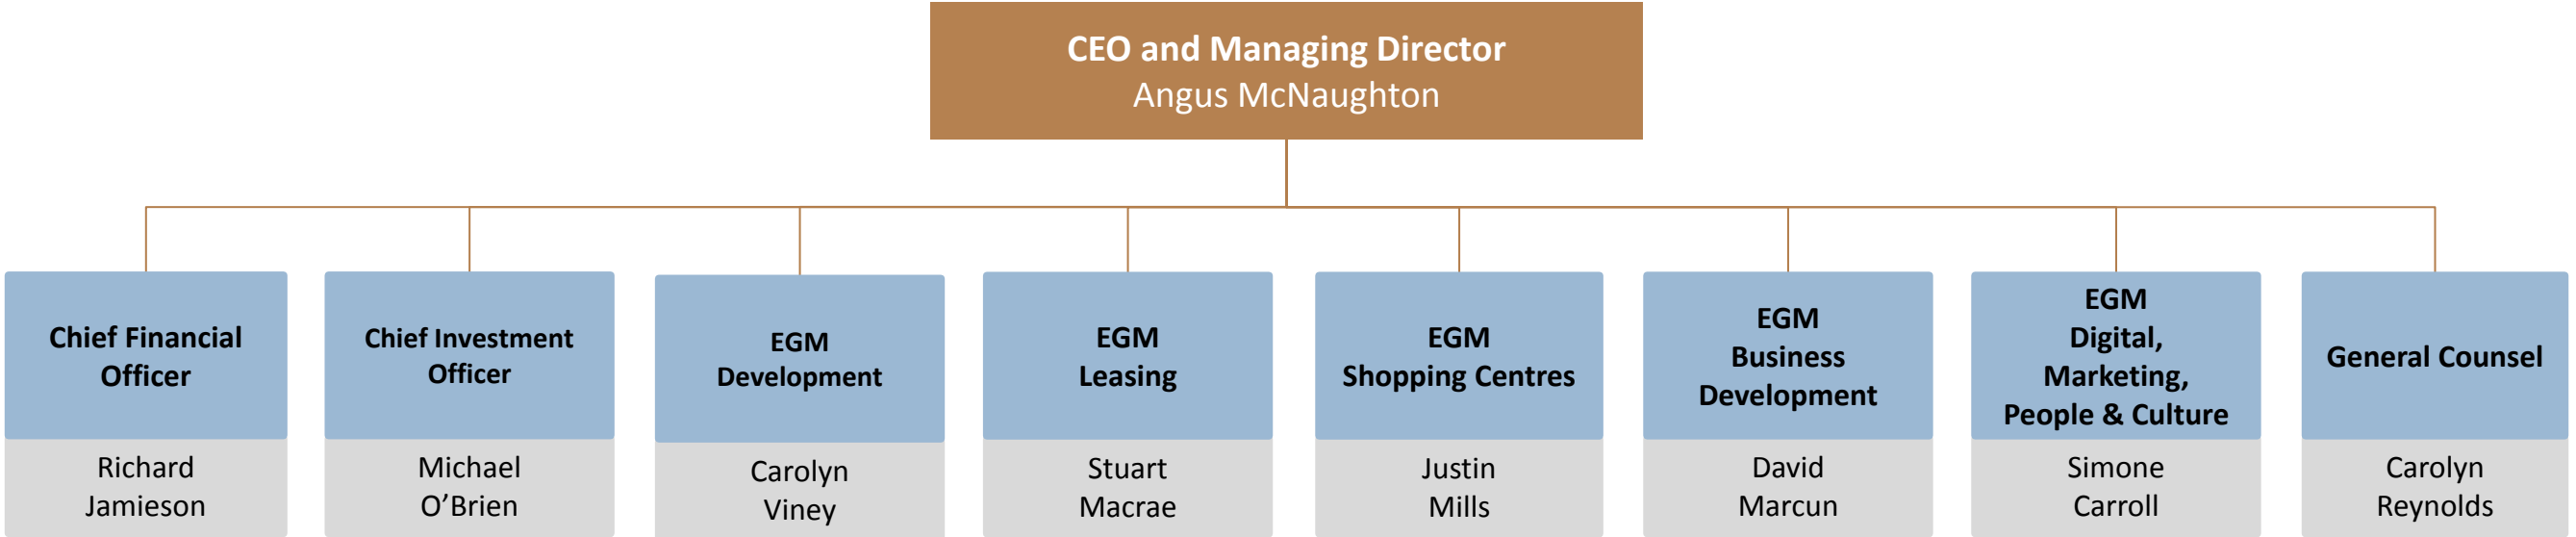 CEO and Managing Director
Angus McNaughton
Chief Financial
Officer
Richard
Jamieson
Chief Investment
Officer
Michael
O’Brien
EGM
Development
Carolyn
Viney
EGM
Leasing
Stuart
Macrae
EGM
Shopping Centres
Justin
Mills
EGM
Business
Development
David
Marcun
EGM
Digital,
Marketing,
People & Culture
Simone
Carroll
General Counsel
Carolyn
Reynolds